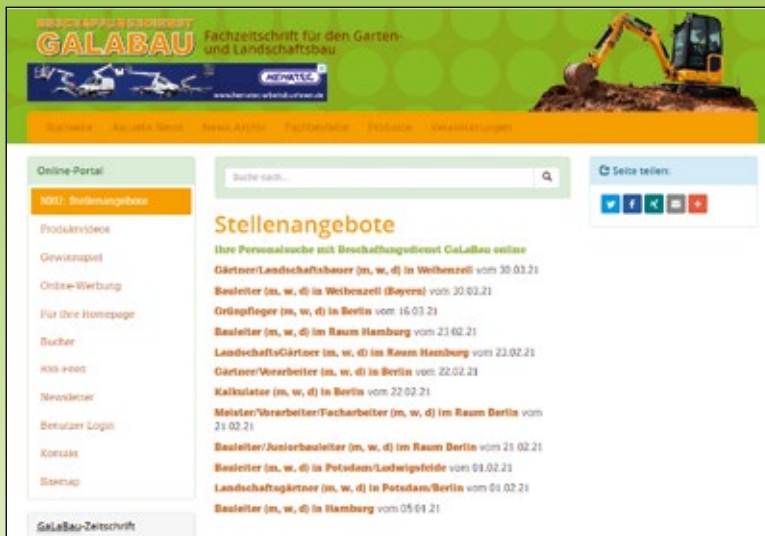 BESCHAFFUNGSDIENST
GALABAU
Fachzeitschrift für den Garten-
und Landschaftsbau
HEMATEC
www.hematec-arbeitsbuehnen.de
Startseite Aktuelle News News-Archiv Fachbetriebe Produkte Veranstaltungen
Online-Portal
NEU: Stellenangebote
Produktvideos
Gewinnspiel
Online-Werbung
Für Ihre Homepage
Bücher
RSS-Feed
Newsletter
Benutzer Login
Kontakt
Sitemap
GaLaBau-Zeitschrift
Suche nach...
Stellenangebote
Ihre Personalsuche mit Beschaffungsdienst GaLaBau online
Gärtner/Landschaftsbauer (m, w, d) in Weihenzell vom 30.03.21
Bauleiter (m, w, d) in Weihenzell (Bayern) vom 30.03.21
Grünpfleger (m, w, d) in Berlin vom 16.03.21
Bauleiter (m, w, d) im Raum Hamburg vom 23.02.21
LandschaftsGärtner (m, w, d) im Raum Hamburg vom 23.02.21
Gärtner/Vorarbeiter (m, w, d) in Berlin vom 22.02.21
Kalkulator (m, w, d) in Berlin vom 22.02.21
Meister/Vorarbeiter/Facharbeiter (m, w, d) im Raum Berlin vom
21.02.21
Bauleiter/Juniorbauleiter (m, w, d) im Raum Berlin vom 21.02.21
Bauleiter (m, w, d) in Potsdam/Ludwigsfelde vom 01.02.21
Landschaftsgärtner (m, w, d) in Potsdam/Berlin vom 01.02.21
Bauleiter (m, w, d) in Hamburg vom 05.01.21
Seite teilen: